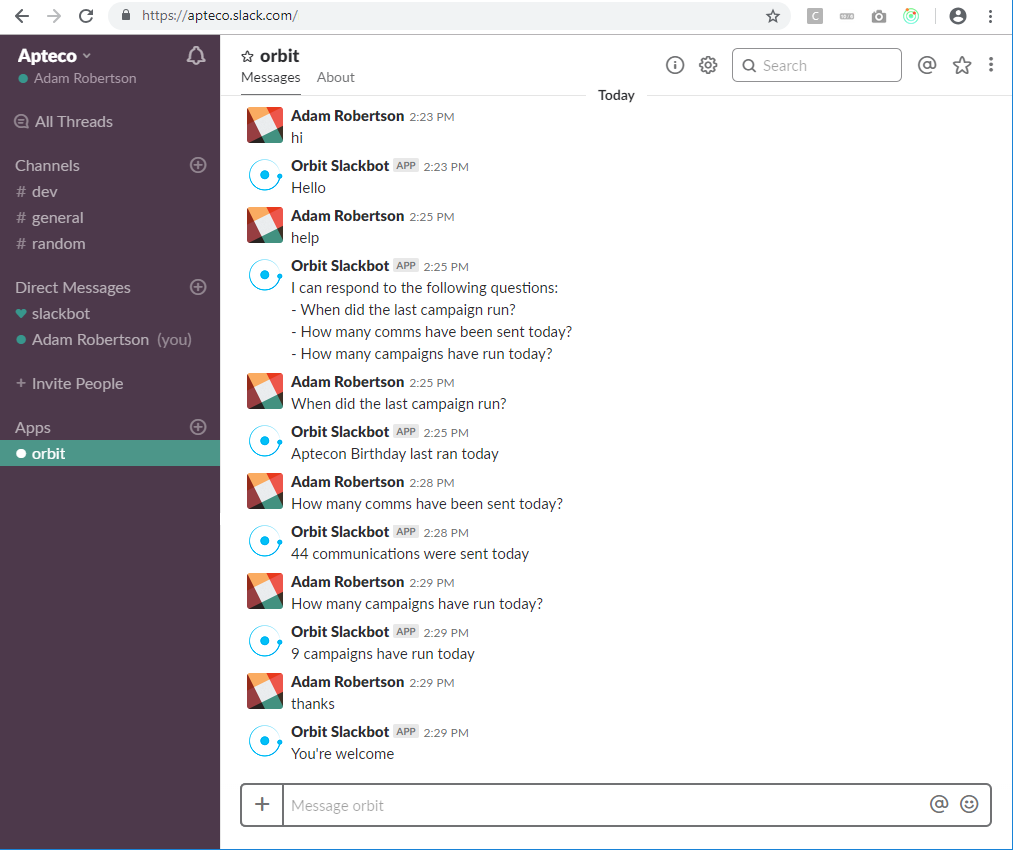 https://apteco.slack.com/
Apteco
Adam Robertson
All Threads
Channels
# dev
# general
# random
Direct Messages
slackbot
Adam Robertson (you)
+ Invite People
Apps
orbit
orbit
Messages About
Search
Today
Adam Robertson 2:23 PM
hi
Orbit Slackbot APP 2:23 PM
Hello
Adam Robertson 2:25 PM
help
Orbit Slackbot APP 2:25 PM
I can respond to the following questions:
- When did the last campaign run?
- How many comms have been sent today?
- How many campaigns have run today?
Adam Robertson 2:25 PM
When did the last campaign run?
Orbit Slackbot APP 2:25 PM
Aptecon Birthday last ran today
Adam Robertson 2:28 PM
How many comms have been sent today?
Orbit Slackbot APP 2:28 PM
44 communications were sent today
Adam Robertson 2:29 PM
How many campaigns have run today?
Orbit Slackbot APP 2:29 PM
9 campaigns have run today
Adam Robertson 2:29 PM
thanks
Orbit Slackbot APP 2:29 PM
You're welcome
Message orbit